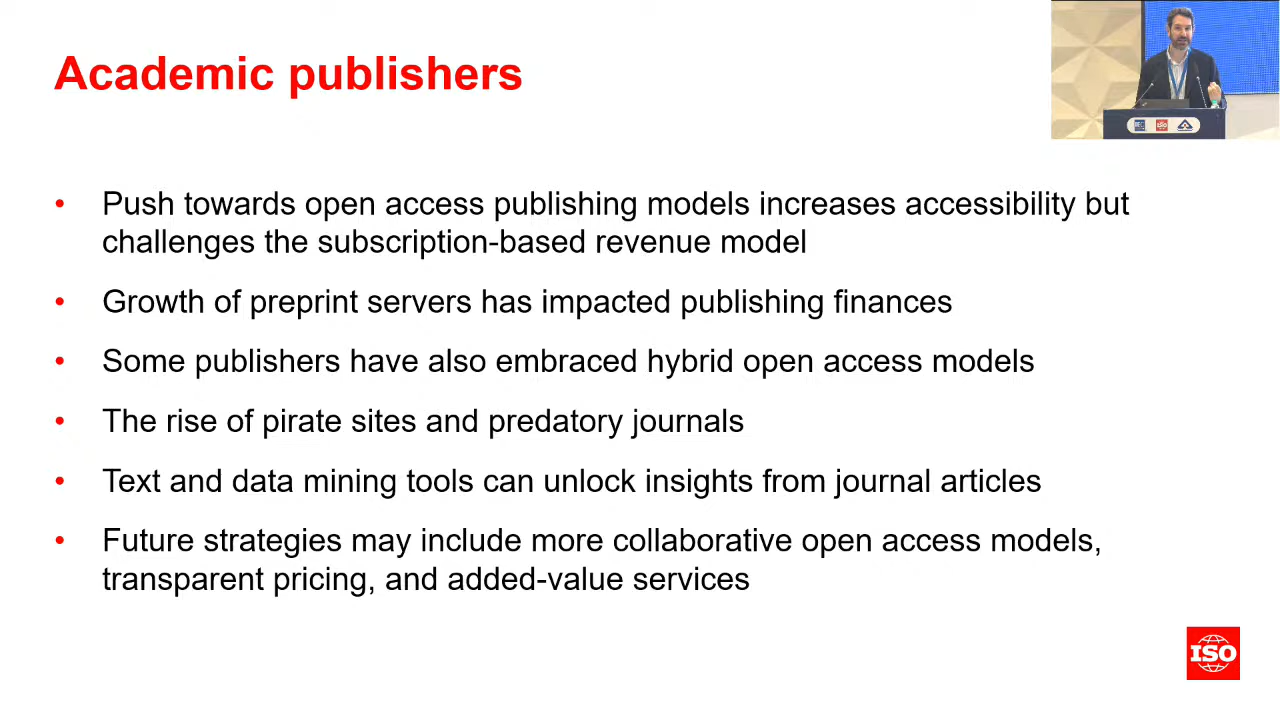 Academic publishers
• Push towards open access publishing models increases accessibility but
challenges the subscription-based revenue model
• Growth of preprint servers has impacted publishing finances
• Some publishers have also embraced hybrid open access models
• The rise of pirate sites and predatory journals
• Text and data mining tools can unlock insights from journal articles
• Future strategies may include more collaborative open access models,
transparent pricing, and added-value services
ISO